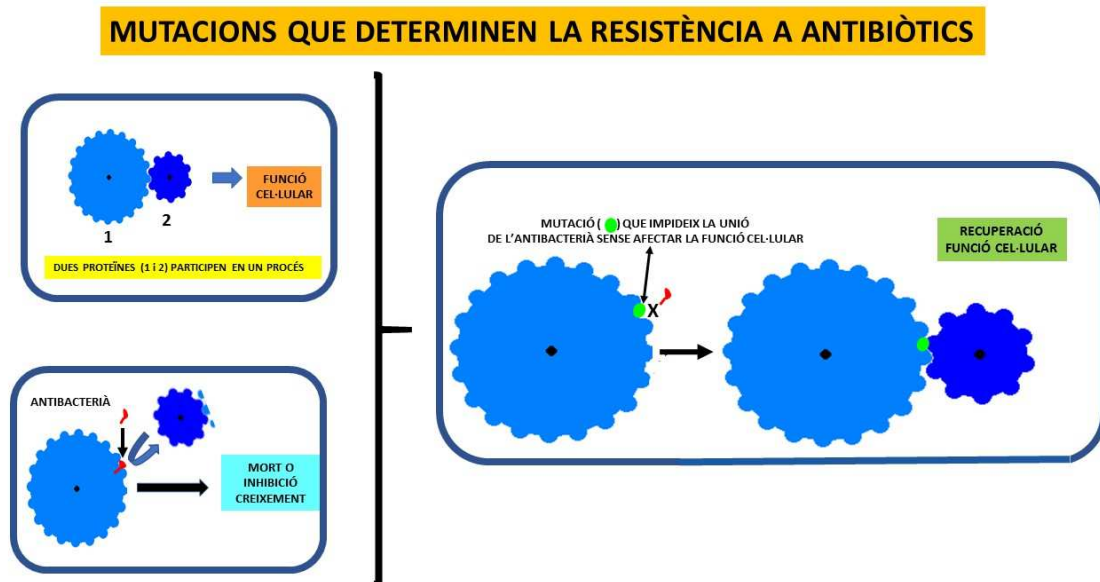 MUTACIONS QUE DETERMINEN LA RESISTÈNCIA A ANTIBIÒTICS
FUNCIÓ
CEL·LULAR
1
2
DUES PROTEÏNES (1 i 2) PARTICIPEN EN UN PROCÉS
ANTIBACTERIÀ
MORT O
INHIBICIÓ
CREIXEMENT
MUTACIÓ ( ) QUE IMPIDEIX LA UNIÓ
DE L'ANTIBACTERIÀ SENSE AFECTAR LA FUNCIÓ CEL·LULAR
X
RECUPERACIÓ
FUNCIÓ CEL·LULAR